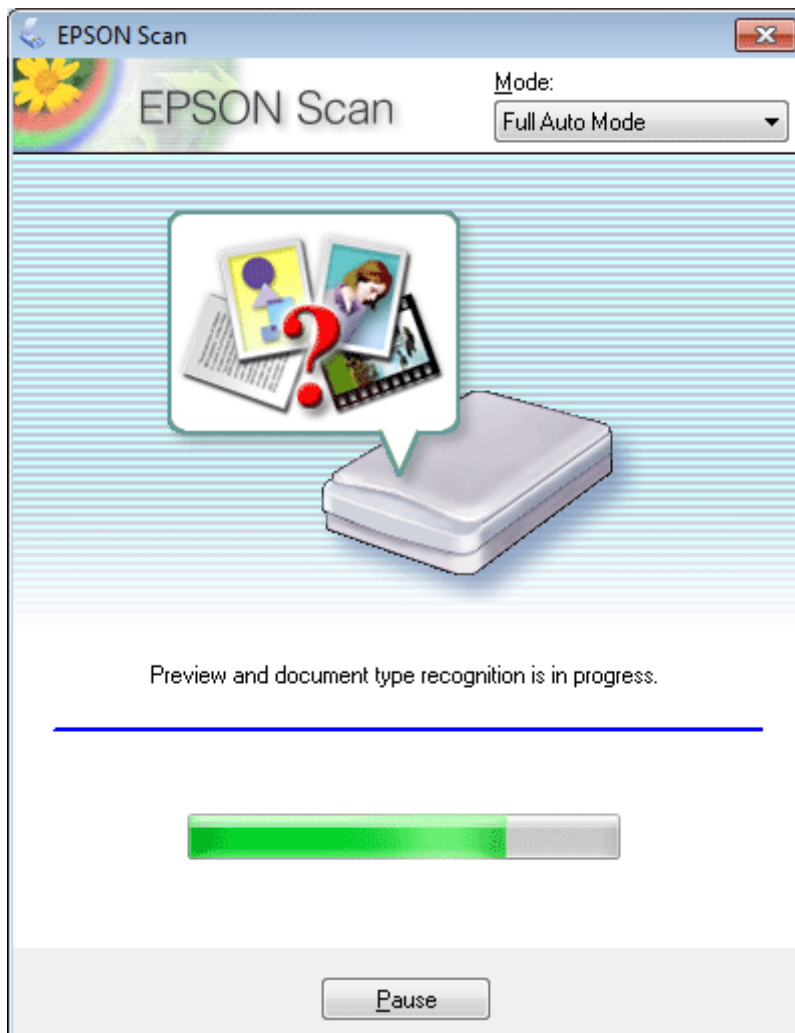 EPSON Scan
EPSON Scan
Mode:
Full Auto Mode
?
Preview and document type recognition is in progress.
Pause